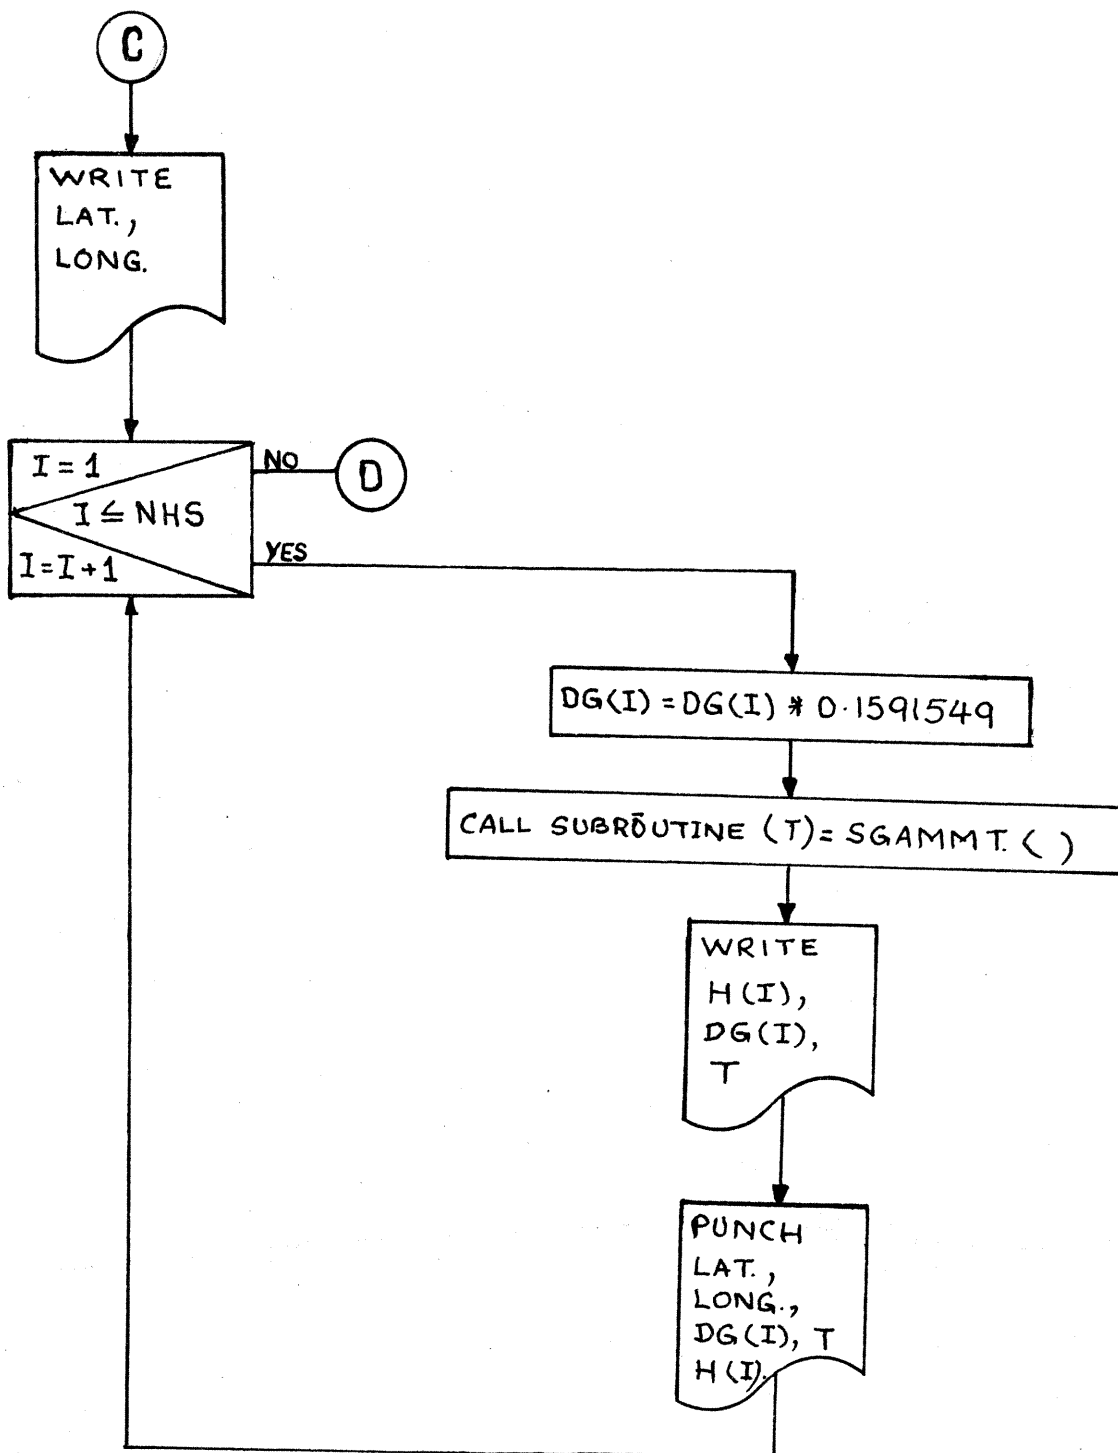 C
WRITE
LAT.,
LONG.
I = 1
I ≤ NHS
I=I+1
NO
D
YES
DG(I) = DG(I) * 0.1591549
CALL SUBROUTINE (T)= SGAMMT. ( )
WRITE
H(I),
DG(I),
T
PUNCH
LAT.,
LONG.,
DG(I), T
H(I).